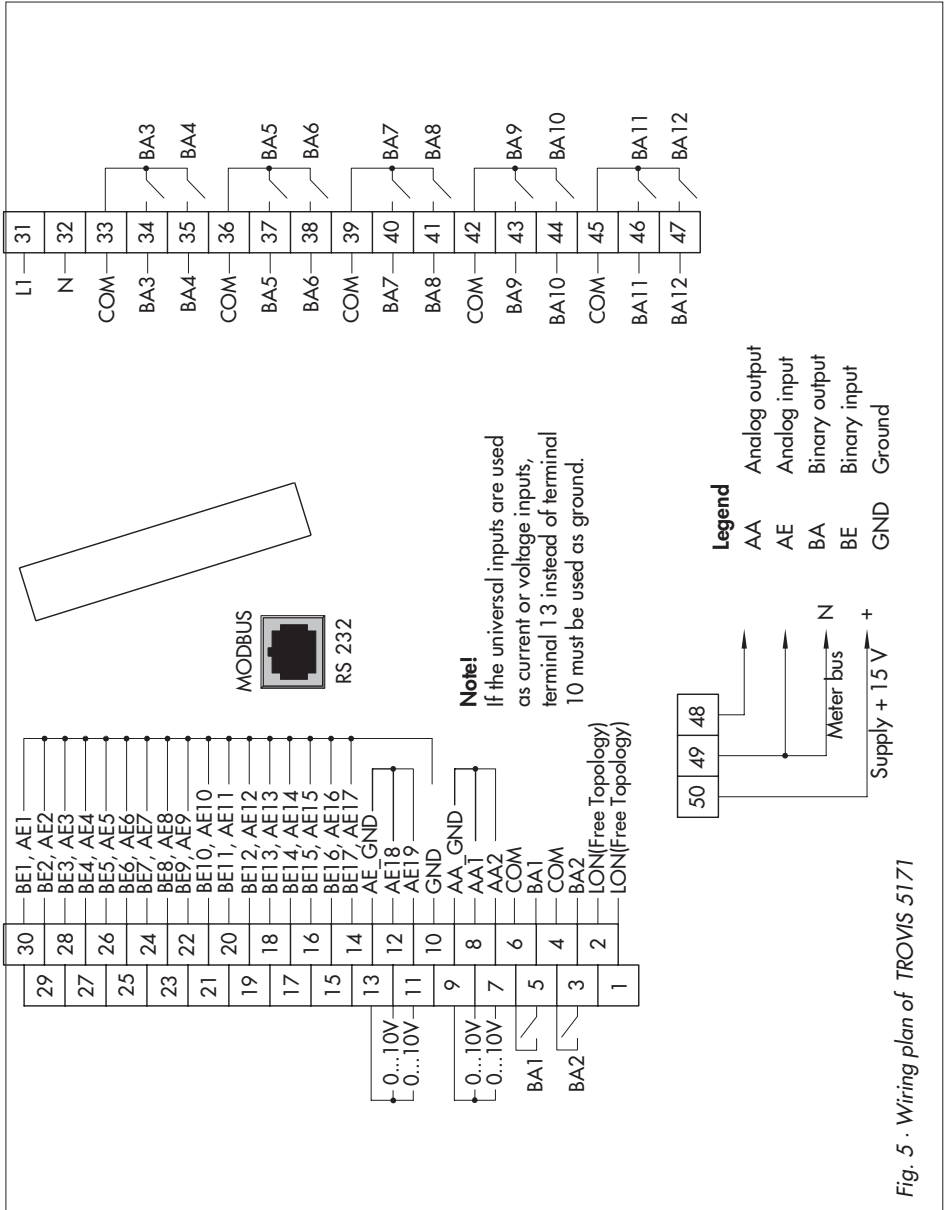 31
32
33
34
35
36
37
38
39
40
41
42
43
44
45
46
47
L1
N
COM
BA3
BA4
COM
BA5
BA6
COM
BA7
BA8
COM
BA9
BA10
COM
BA11
BA12
BA3
BA4
BA5
BA6
BA7
BA8
BA9
BA10
BA11
BA12
MODBUS
RS 232
Note!
If the universal inputs are used
as current or voltage inputs,
terminal 13 instead of terminal
10 must be used as ground.
30
29
28
27
26
25
24
23
22
21
20
19
18
17
16
15
14
13
12
11
10
9
8
7
6
5
4
3
2
1
BE1, AE1
BE2, AE2
BE3, AE3
BE4, AE4
BE5, AE5
BE6, AE6
BE7, AE7
BE8, AE8
BE9, AE9
BE10, AE10
BE11, AE11
BE12, AE12
BE13, AE13
BE14, AE14
BE15, AE15
BE16, AE16
BE17, AE17
AE_GND
AE18
AE19
GND
AA_GND
AA1
AA2
COM
BA1
COM
BA2
LON(Free Topology)
LON(Free Topology)
0...10V
0...10V
0...10V
0...10V
BA1
BA2
50
49
48
Meter bus
N
Supply + 15 V
+
Legend
AA Analog output
AE Analog input
BA Binary output
BE Binary input
GND Ground
Fig. 5 · Wiring plan of TROVIS 5171